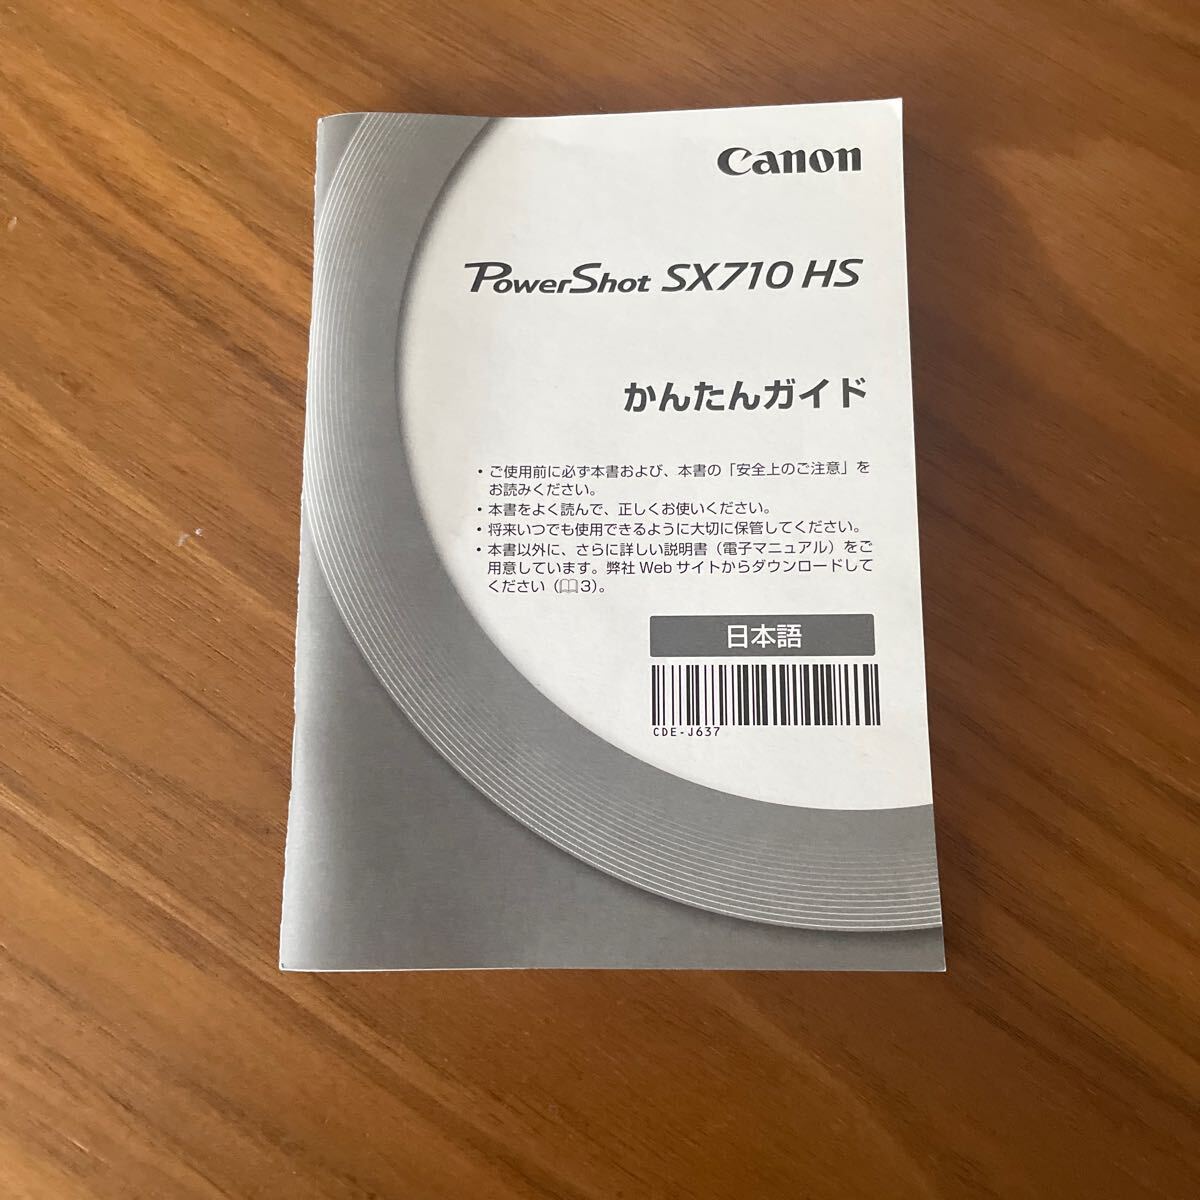 Canon
PowerShot SX710 HS
かんたんガイド
・ご使用前に必ず本書および、本書の「安全上のご注意」を
お読みください。
・本書をよく読んで、正しくお使いください。
・将来いつでも使用できるように大切に保管してください。
・本書以外に、さらに詳しい説明書（電子マニュアル）をご
用意しています。弊社 Web サイトからダウンロードして
ください（📖3）。
日本語
CDE-J637